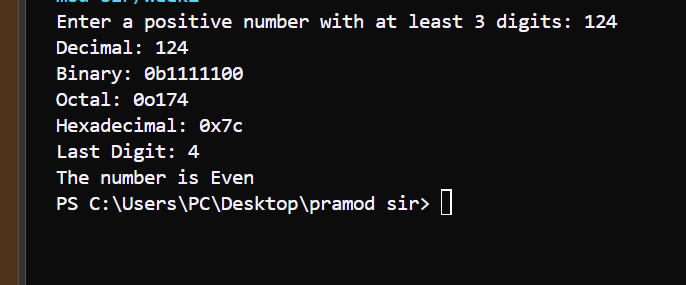 Enter a positive number with at least 3 digits: 124
Decimal: 124
Binary: 0b1111100
Octal: 0o174
Hexadecimal: 0x7c
Last Digit: 4
The number is Even
PS C:\Users\PC\Desktop\pramod sir>